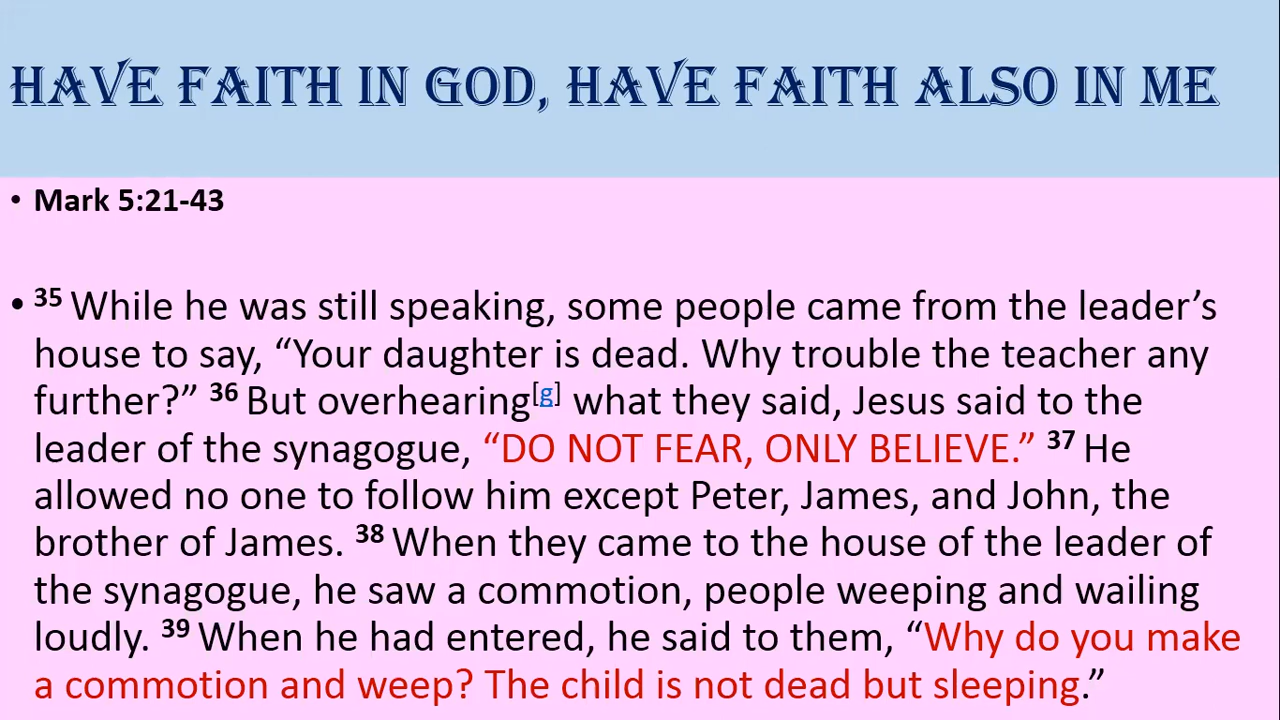 HAVE FAITH IN GOD, HAVE FAITH ALSO IN ME
• Mark 5:21-43
• 35 While he was still speaking, some people came from the leader’s
house to say, “Your daughter is dead. Why trouble the teacher any
further?” 36 But overhearing[g] what they said, Jesus said to the
leader of the synagogue, “DO NOT FEAR, ONLY BELIEVE.” 37 He
allowed no one to follow him except Peter, James, and John, the
brother of James. 38 When they came to the house of the leader of
the synagogue, he saw a commotion, people weeping and wailing
loudly. 39 When he had entered, he said to them, “Why do you make
a commotion and weep? The child is not dead but sleeping.”